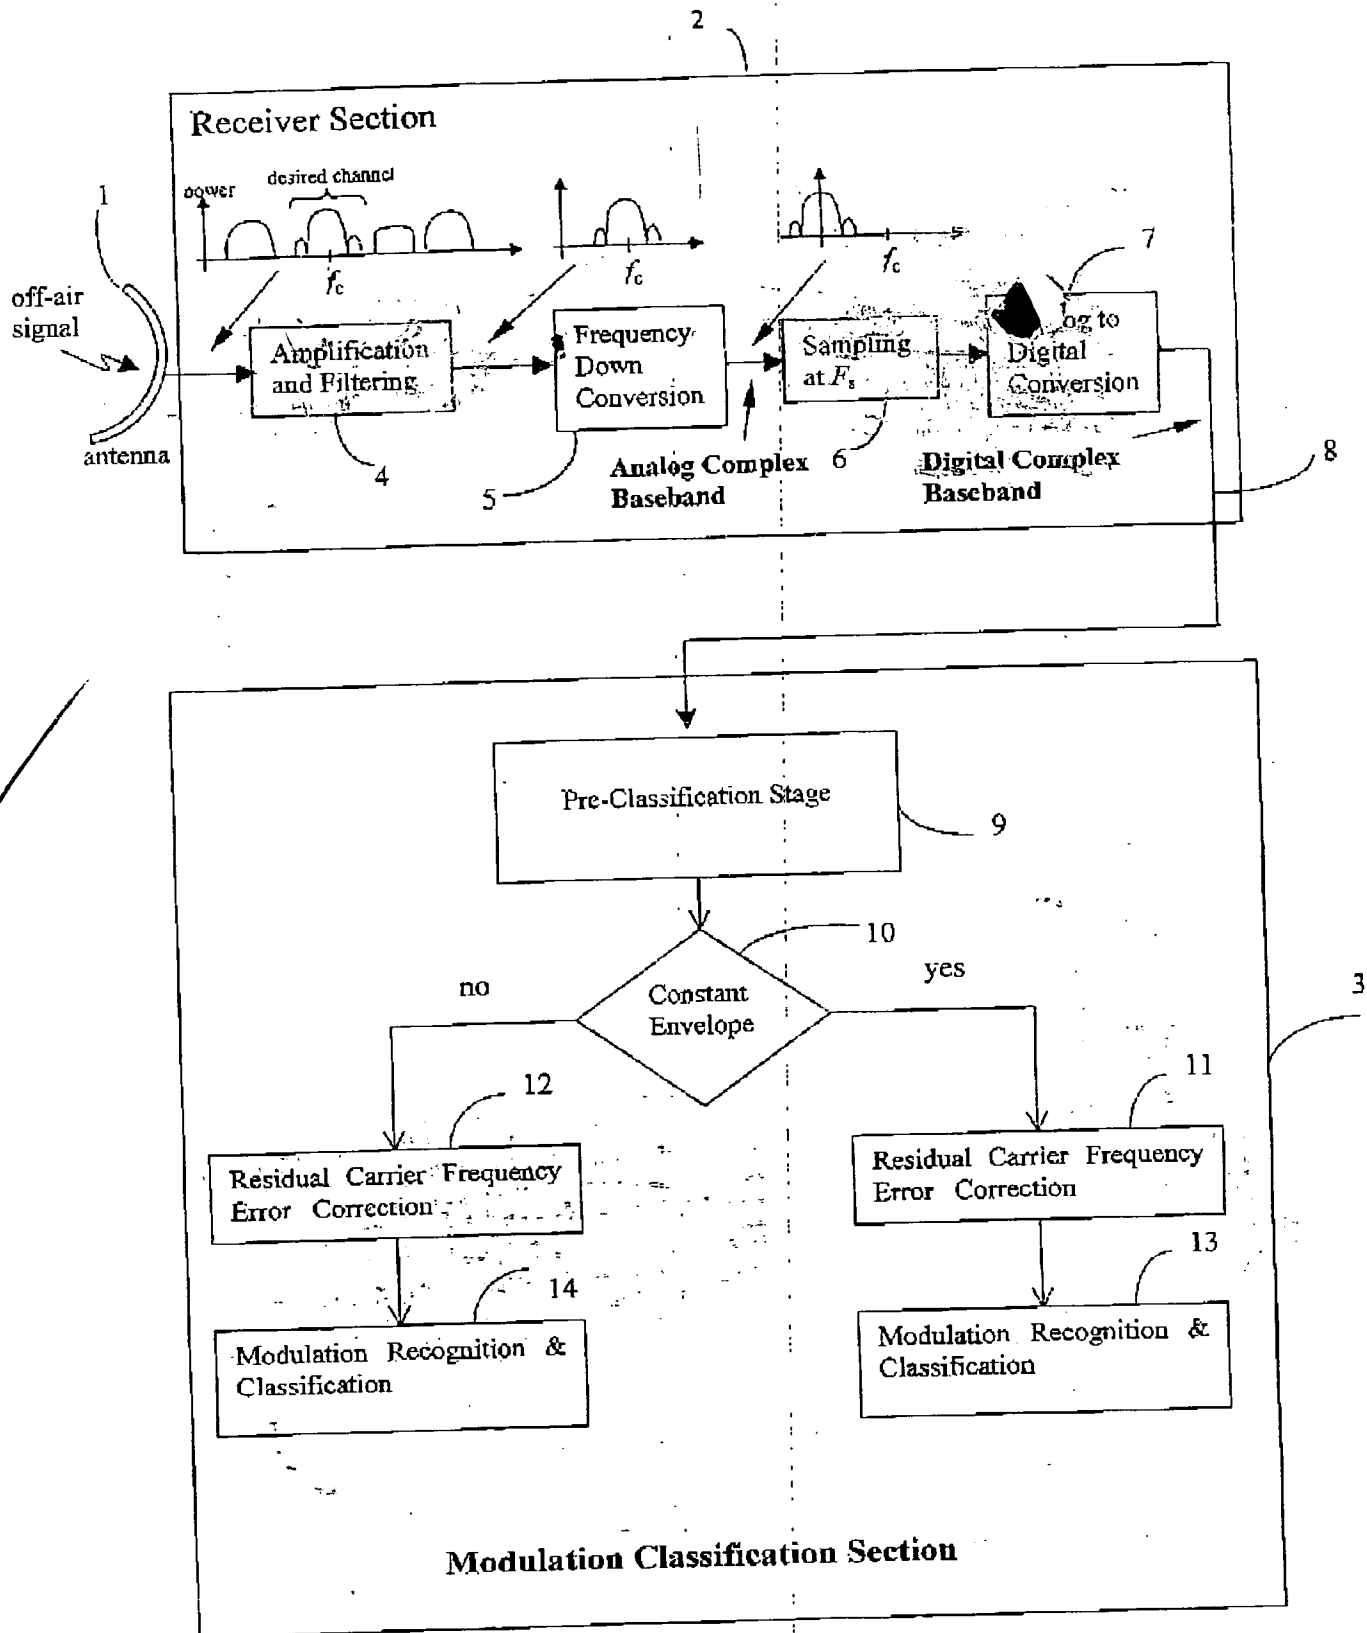 2
Receiver Section
1
power
desired channel
fc
fc
fc
7
off-air
signal
Amplification
and Filtering
Frequency
Down
Conversion
Sampling
at Fs
og to
Digital
Conversion
antenna
4
5
Analog Complex
Baseband
6
Digital Complex
Baseband
8
Pre-Classification Stage
9
10
no
yes
Constant
Envelope
3
12
11
Residual Carrier Frequency
Error Correction
Residual Carrier Frequency
Error Correction
14
13
Modulation Recognition &
Classification
Modulation Recognition &
Classification
Modulation Classification Section